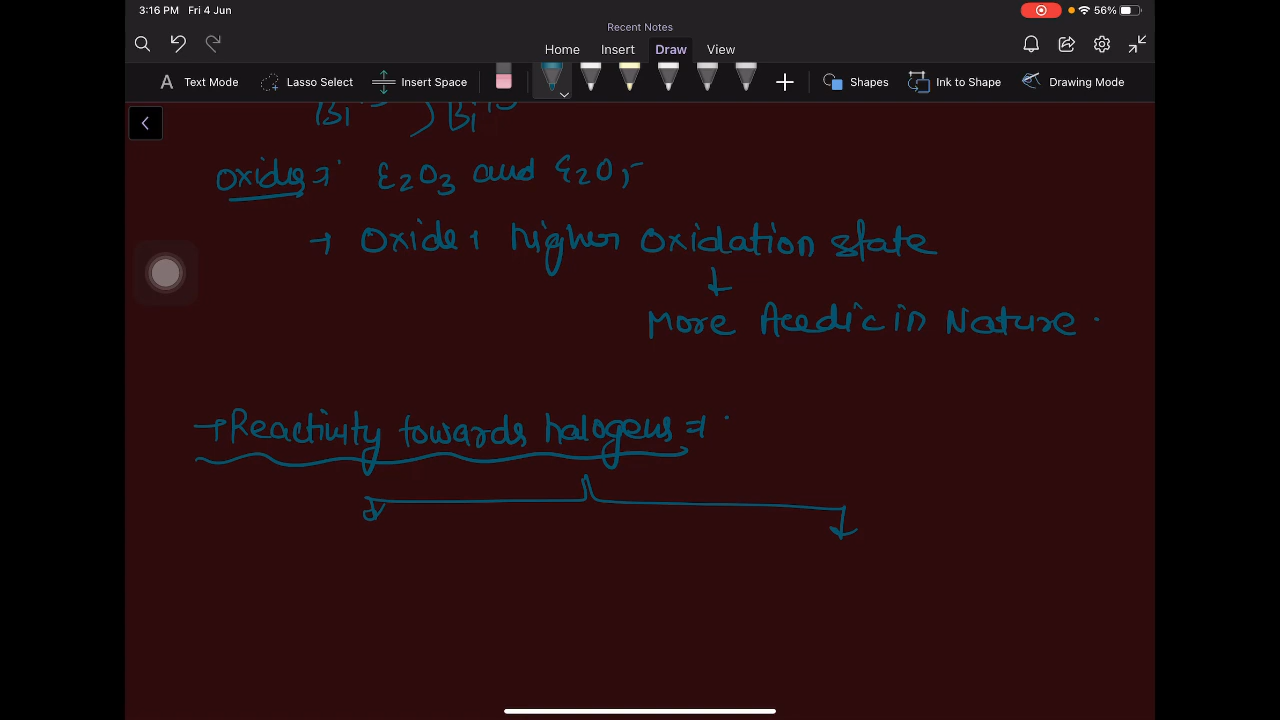 3:16 PM Fri 4 Jun
56%
Recent Notes
Home Insert Draw View
Text Mode Lasso Select Insert Space Shapes Ink to Shape Drawing Mode
Bi Bi
oxides ⇒ E2O3 and E2O5
→ Oxide, higher Oxidation state
↓
More Acedic in Nature.
→ Reactivity towards halogens ⇒